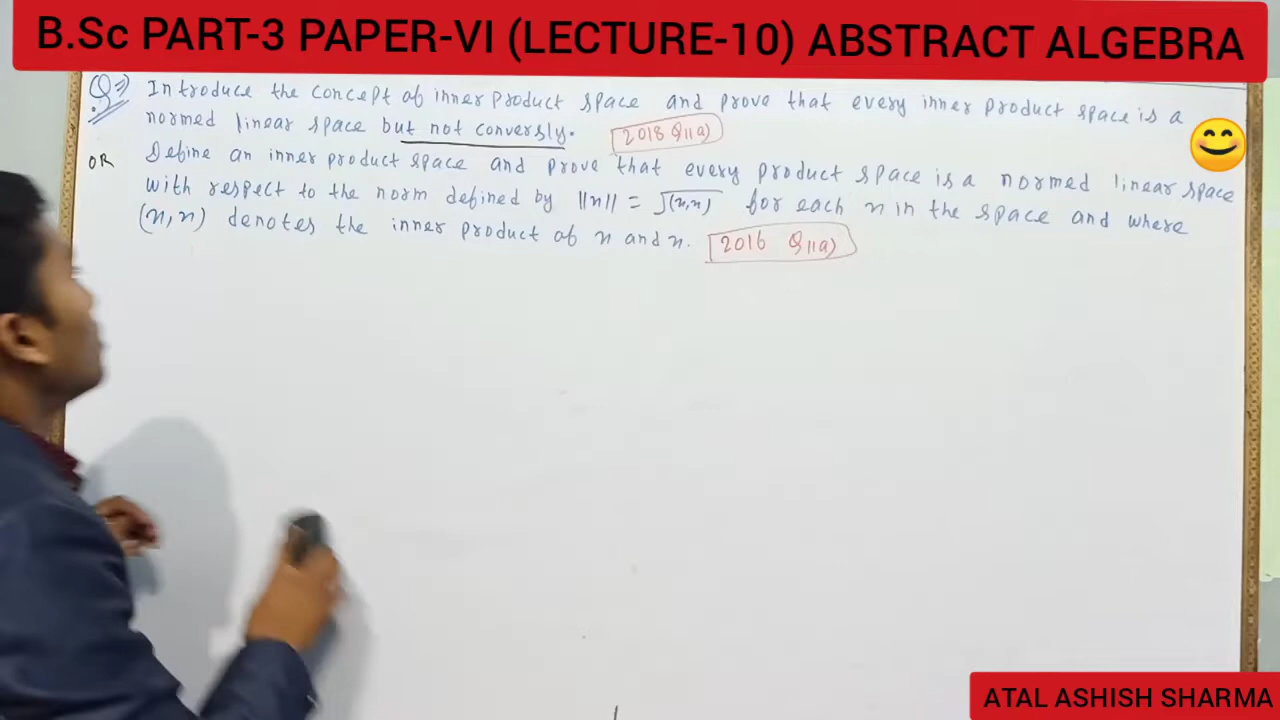 B.Sc PART-3 PAPER-VI (LECTURE-10) ABSTRACT ALGEBRA
Q⇒ Introduce the concept of inner product space and prove that every inner product space is a
normed linear space but not conversly. 2018 Q11(a)
OR Define an inner product space and prove that every product space is a normed linear space
with respect to the norm defined by ||x|| = √(x,x) for each x in the space and where
(x,x) denotes the inner product of x and x. 2016 Q11(a)
ATAL ASHISH SHARMA